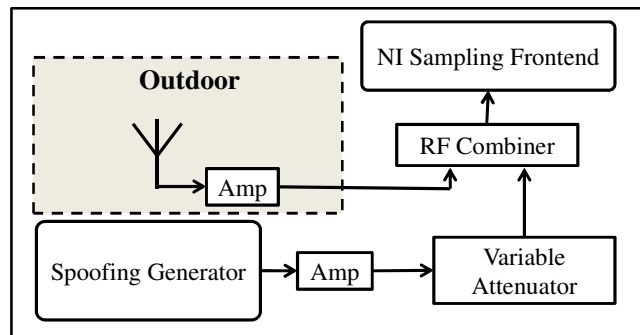 Outdoor
NI Sampling Frontend
RF Combiner
Amp
Spoofing Generator
Amp
Variable
Attenuator